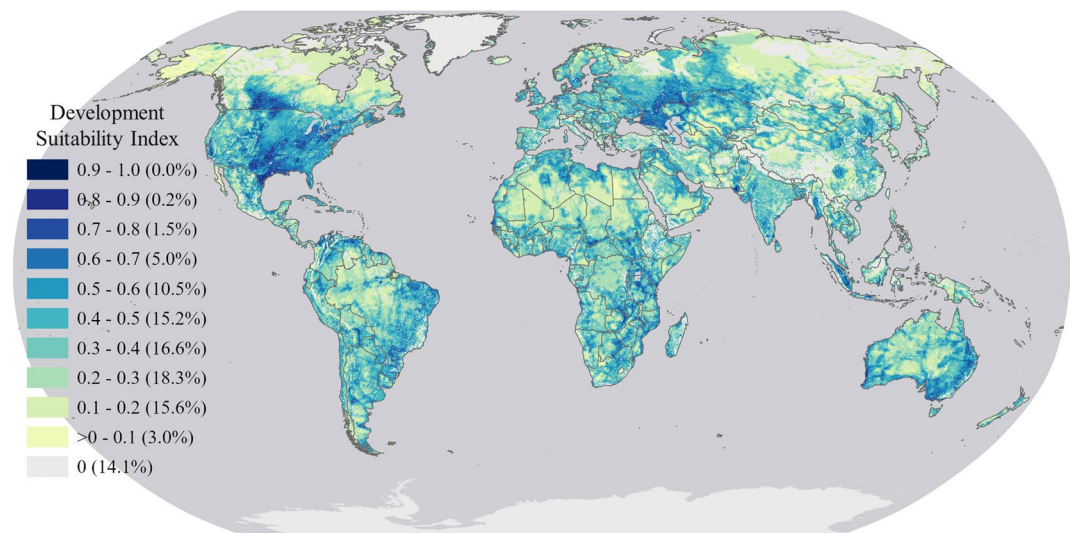 Development
Suitability Index
0.9 - 1.0 (0.0%)
0.8 - 0.9 (0.2%)
0.7 - 0.8 (1.5%)
0.6 - 0.7 (5.0%)
0.5 - 0.6 (10.5%)
0.4 - 0.5 (15.2%)
0.3 - 0.4 (16.6%)
0.2 - 0.3 (18.3%)
0.1 - 0.2 (15.6%)
>0 - 0.1 (3.0%)
0 (14.1%)